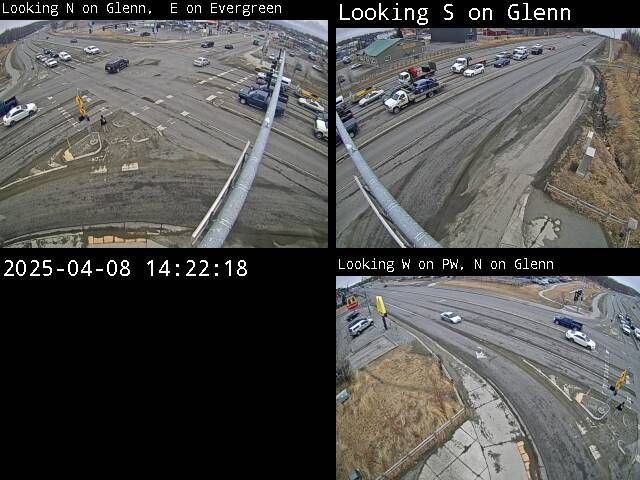 Looking N on Glenn,  E on Evergreen
Looking S on Glenn
2025-04-08 14:22:18
Looking W on PW, N on Glenn